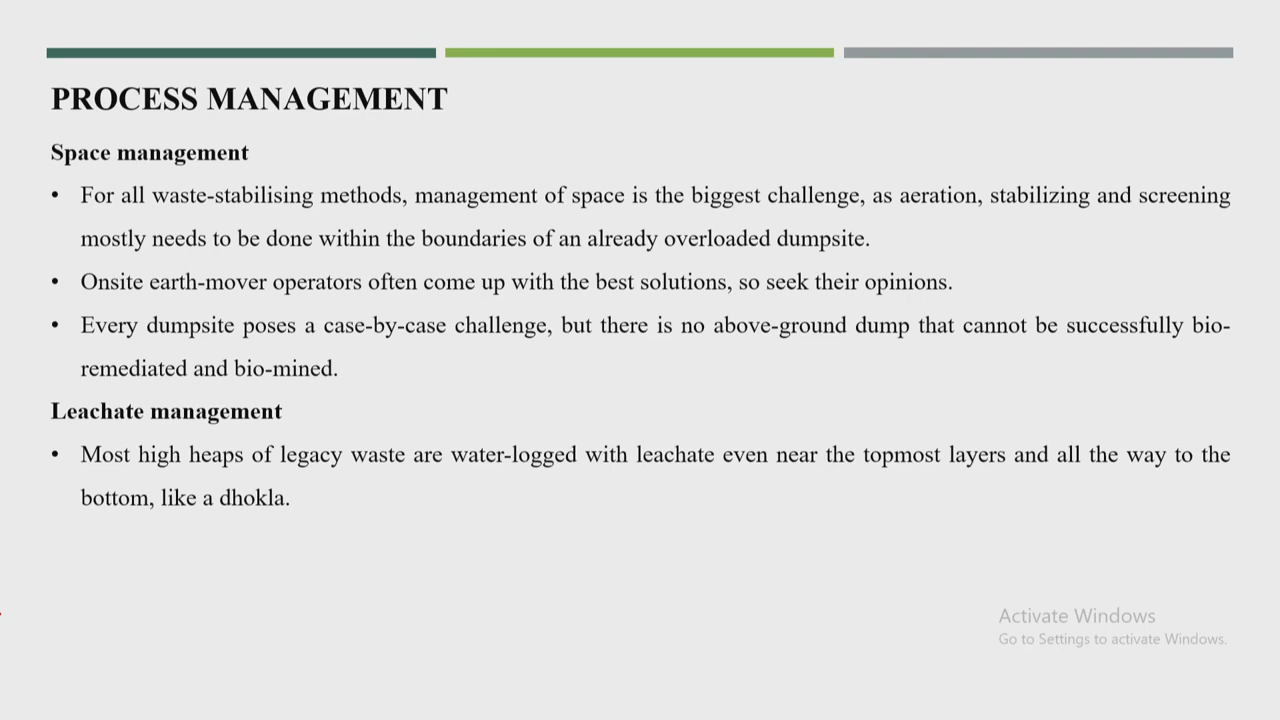 PROCESS MANAGEMENT
Space management
• For all waste-stabilising methods, management of space is the biggest challenge, as aeration, stabilizing and screening
mostly needs to be done within the boundaries of an already overloaded dumpsite.
• Onsite earth-mover operators often come up with the best solutions, so seek their opinions.
• Every dumpsite poses a case-by-case challenge, but there is no above-ground dump that cannot be successfully bio-
remediated and bio-mined.
Leachate management
• Most high heaps of legacy waste are water-logged with leachate even near the topmost layers and all the way to the
bottom, like a dhokla.
Activate Windows
Go to Settings to activate Windows.